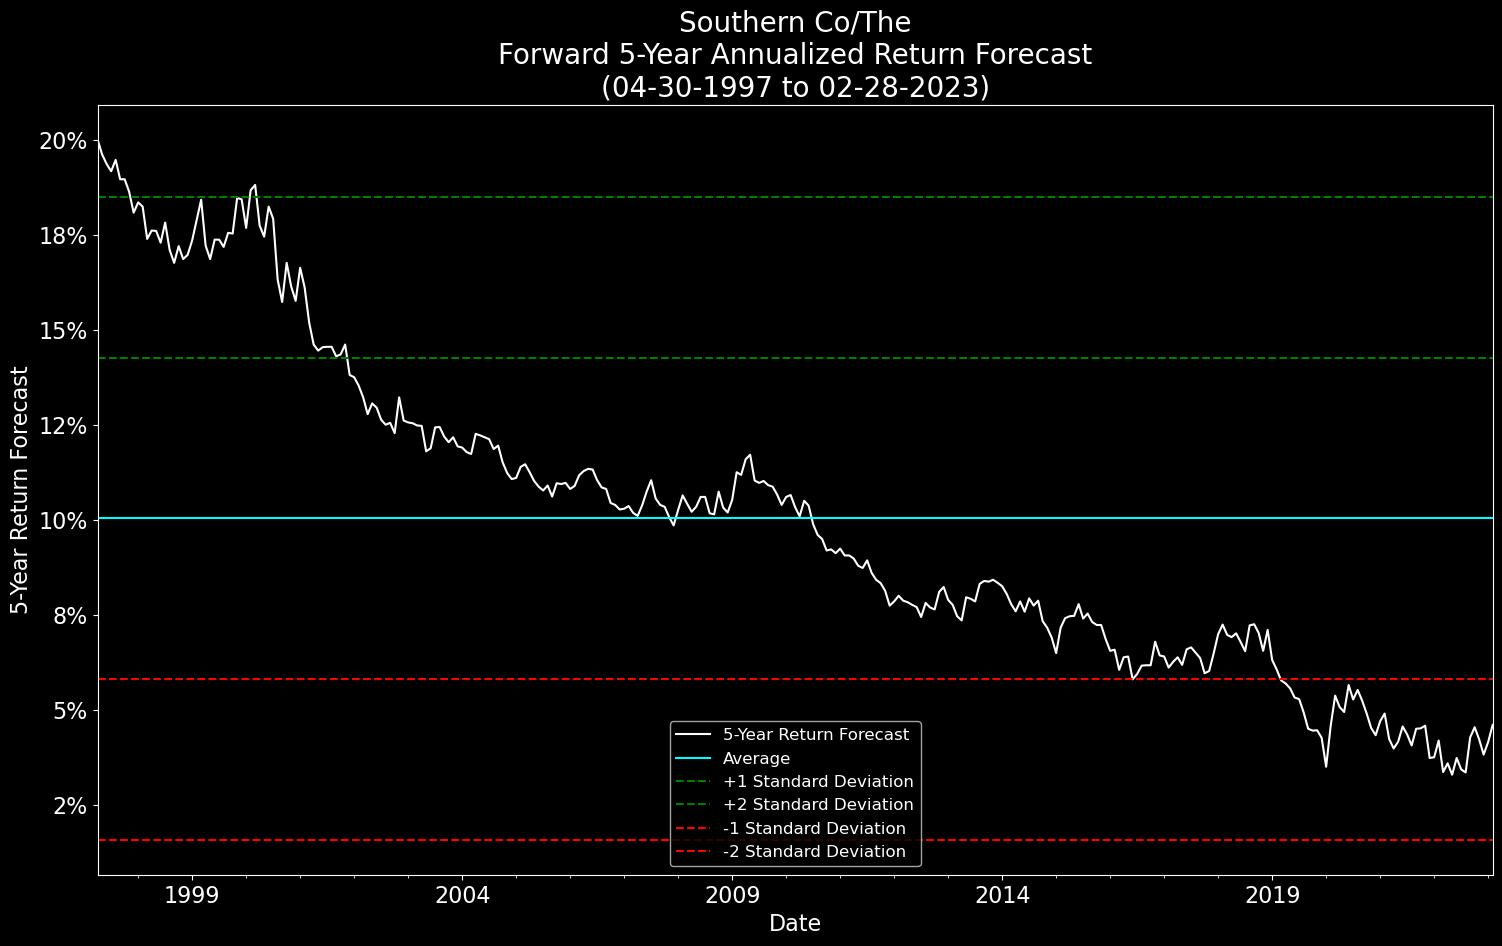 Southern Co/The
Forward 5-Year Annualized Return Forecast
(04-30-1997 to 02-28-2023)
5-Year Return Forecast
20%
18%
15%
12%
10%
8%
5%
2%
5-Year Return Forecast
Average
+1 Standard Deviation
+2 Standard Deviation
-1 Standard Deviation
-2 Standard Deviation
1999
2004
2009
2014
2019
Date